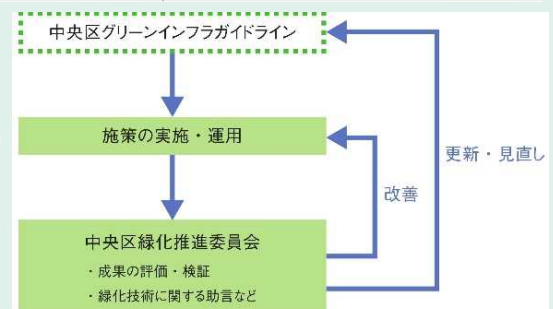 中央区グリーンインフラガイドライン
施策の実施・運用
更新・見直し
改善
中央区緑化推進委員会
・成果の評価・検証
・緑化技術に関する助言など